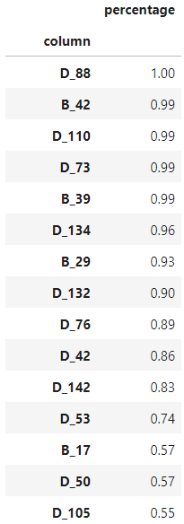 percentage
column
D_88 1.00
B_42 0.99
D_110 0.99
D_73 0.99
B_39 0.99
D_134 0.96
B_29 0.93
D_132 0.90
D_76 0.89
D_42 0.86
D_142 0.83
D_53 0.74
B_17 0.57
D_50 0.57
D_105 0.55